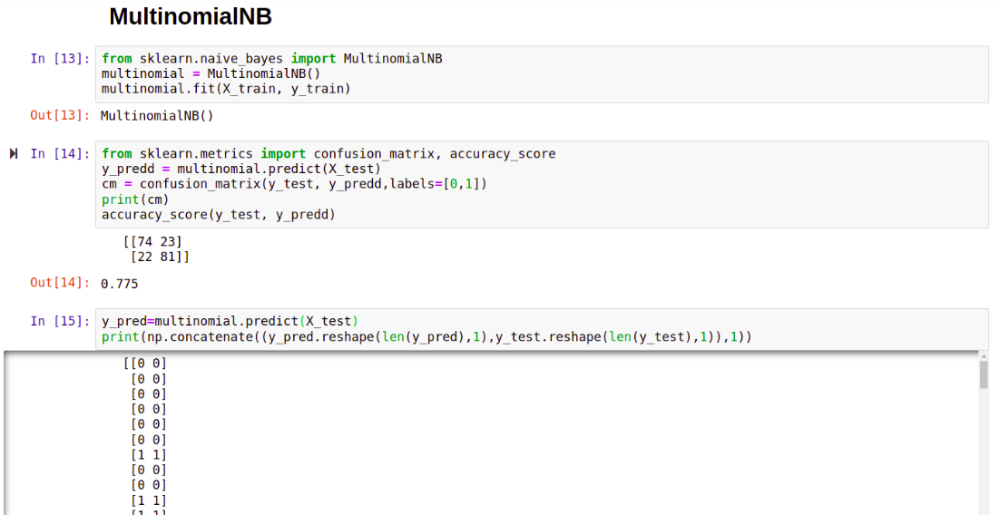 MultinomialNB
In [13]: from sklearn.naive_bayes import MultinomialNB
multinomial = MultinomialNB()
multinomial.fit(X_train, y_train)
Out[13]: MultinomialNB()
In [14]: from sklearn.metrics import confusion_matrix, accuracy_score
y_predd = multinomial.predict(X_test)
cm = confusion_matrix(y_test, y_predd,labels=[0,1])
print(cm)
accuracy_score(y_test, y_predd)
[[74 23]
[22 81]]
Out[14]: 0.775
In [15]: y_pred=multinomial.predict(X_test)
print(np.concatenate((y_pred.reshape(len(y_pred),1),y_test.reshape(len(y_test),1)),1))
[[0 0]
[0 0]
[0 0]
[0 0]
[0 0]
[0 0]
[1 1]
[0 0]
[0 0]
[1 1]
[1 1]